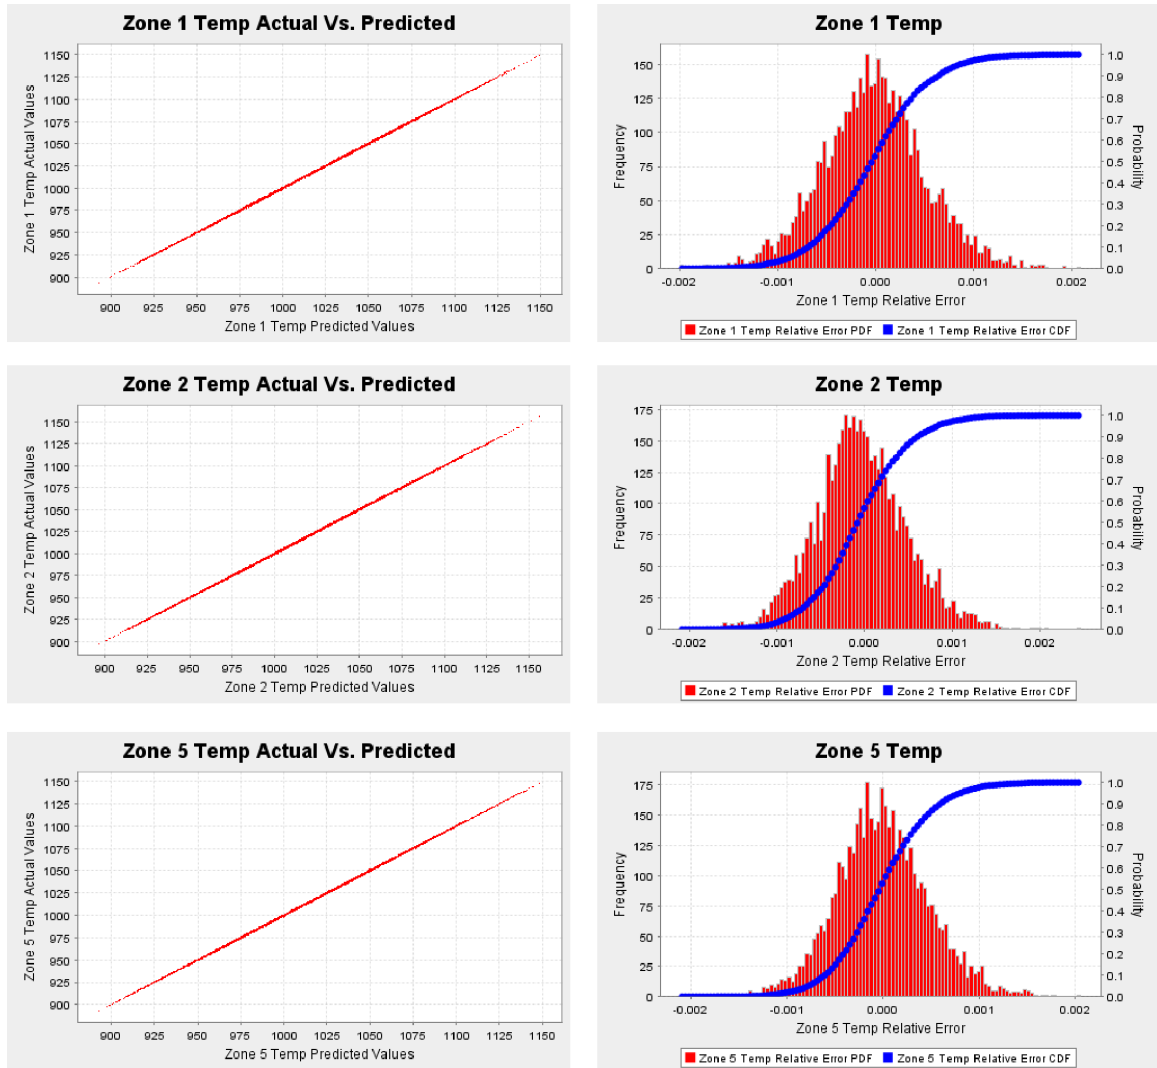 Zone 1 Temp Actual Vs. Predicted
Zone 1 Temp Actual Values
1150
1125
1100
1075
1050
1025
1000
975
950
925
900
900 925 950 975 1000 1025 1050 1075 1100 1125 1150
Zone 1 Temp Predicted Values
Zone 1 Temp
Frequency
150
125
100
75
50
25
0
1.0
0.9
0.8
0.7
0.6
0.5
0.4
0.3
0.2
0.1
0.0
Probability
-0.002 -0.001 0.000 0.001 0.002
Zone 1 Temp Relative Error
Zone 1 Temp Relative Error PDF Zone 1 Temp Relative Error CDF
Zone 2 Temp Actual Vs. Predicted
Zone 2 Temp Actual Values
1150
1125
1100
1075
1050
1025
1000
975
950
925
900
900 925 950 975 1000 1025 1050 1075 1100 1125 1150
Zone 2 Temp Predicted Values
Zone 2 Temp
Frequency
175
150
125
100
75
50
25
0
1.0
0.9
0.8
0.7
0.6
0.5
0.4
0.3
0.2
0.1
0.0
Probability
-0.002 -0.001 0.000 0.001 0.002
Zone 2 Temp Relative Error
Zone 2 Temp Relative Error PDF Zone 2 Temp Relative Error CDF
Zone 5 Temp Actual Vs. Predicted
Zone 5 Temp Actual Values
1150
1125
1100
1075
1050
1025
1000
975
950
925
900
900 925 950 975 1000 1025 1050 1075 1100 1125 1150
Zone 5 Temp Predicted Values
Zone 5 Temp
Frequency
175
150
125
100
75
50
25
0
1.0
0.9
0.8
0.7
0.6
0.5
0.4
0.3
0.2
0.1
0.0
Probability
-0.002 -0.001 0.000 0.001 0.002
Zone 5 Temp Relative Error
Zone 5 Temp Relative Error PDF Zone 5 Temp Relative Error CDF